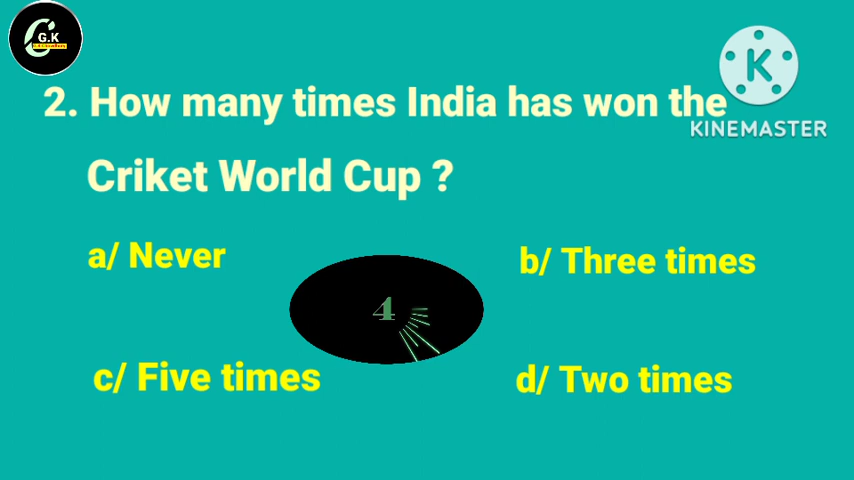 G.K
KINEMASTER
2. How many times India has won the
Criket World Cup ?
a/ Never
b/ Three times
4
c/ Five times
d/ Two times